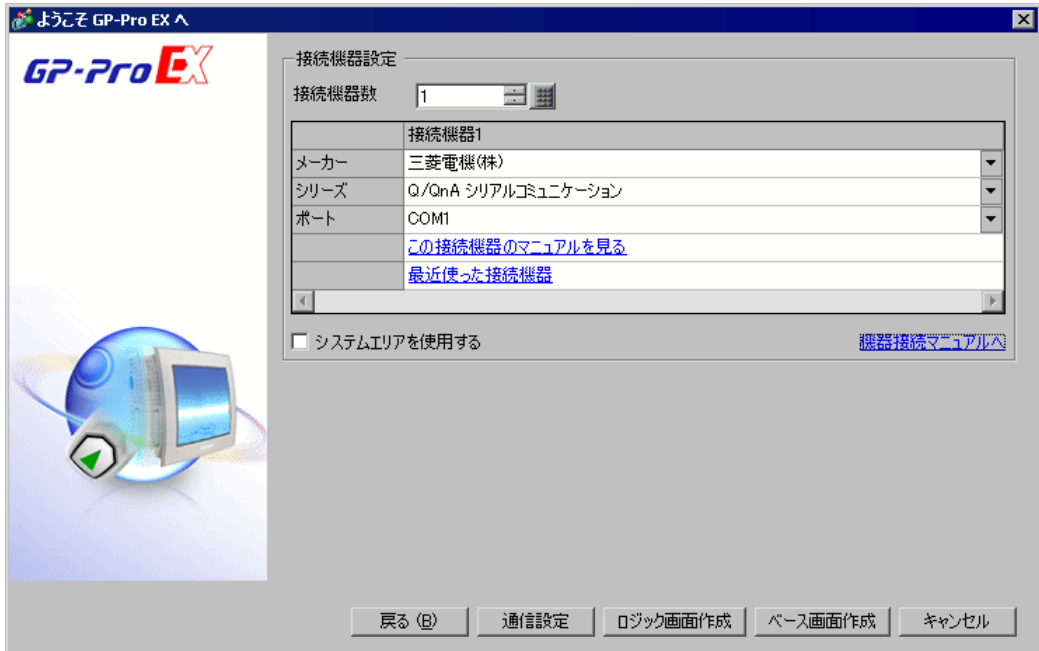 ようこそ GP-Pro EX へ
GP-Pro EX
接続機器設定
接続機器数 1
接続機器1
メーカー 三菱電機(株)
シリーズ Q/QnA シリアルコミュニケーション
ポート COM1
この接続機器のマニュアルを見る
最近使った接続機器
システムエリアを使用する 機器接続マニュアルへ
戻る (B) 通信設定 ロジック画面作成 ベース画面作成 キャンセル